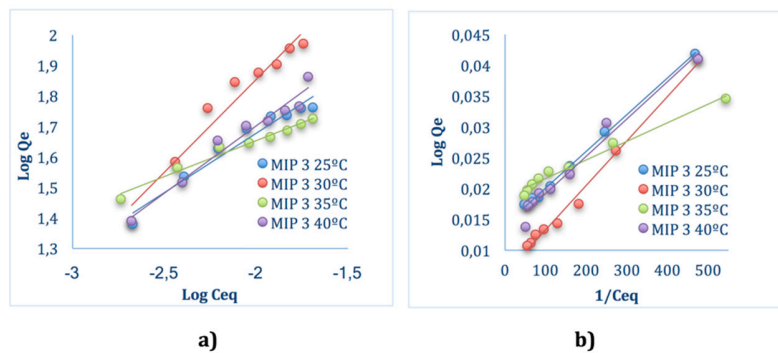 2
1,9
1,8
1,7
1,6
1,5
1,4
1,3
-3
-2,5
-2
-1,5
Log Qe
Log Ceq
MIP 3 25ºC
MIP 3 30ºC
MIP 3 35ºC
MIP 3 40ºC
a)
0,045
0,04
0,035
0,03
0,025
0,02
0,015
0,01
0
100
200
300
400
500
Log Qe
1/Ceq
MIP 3 25ºC
MIP 3 30ºC
MIP 3 35ºC
MIP 3 40ºC
b)